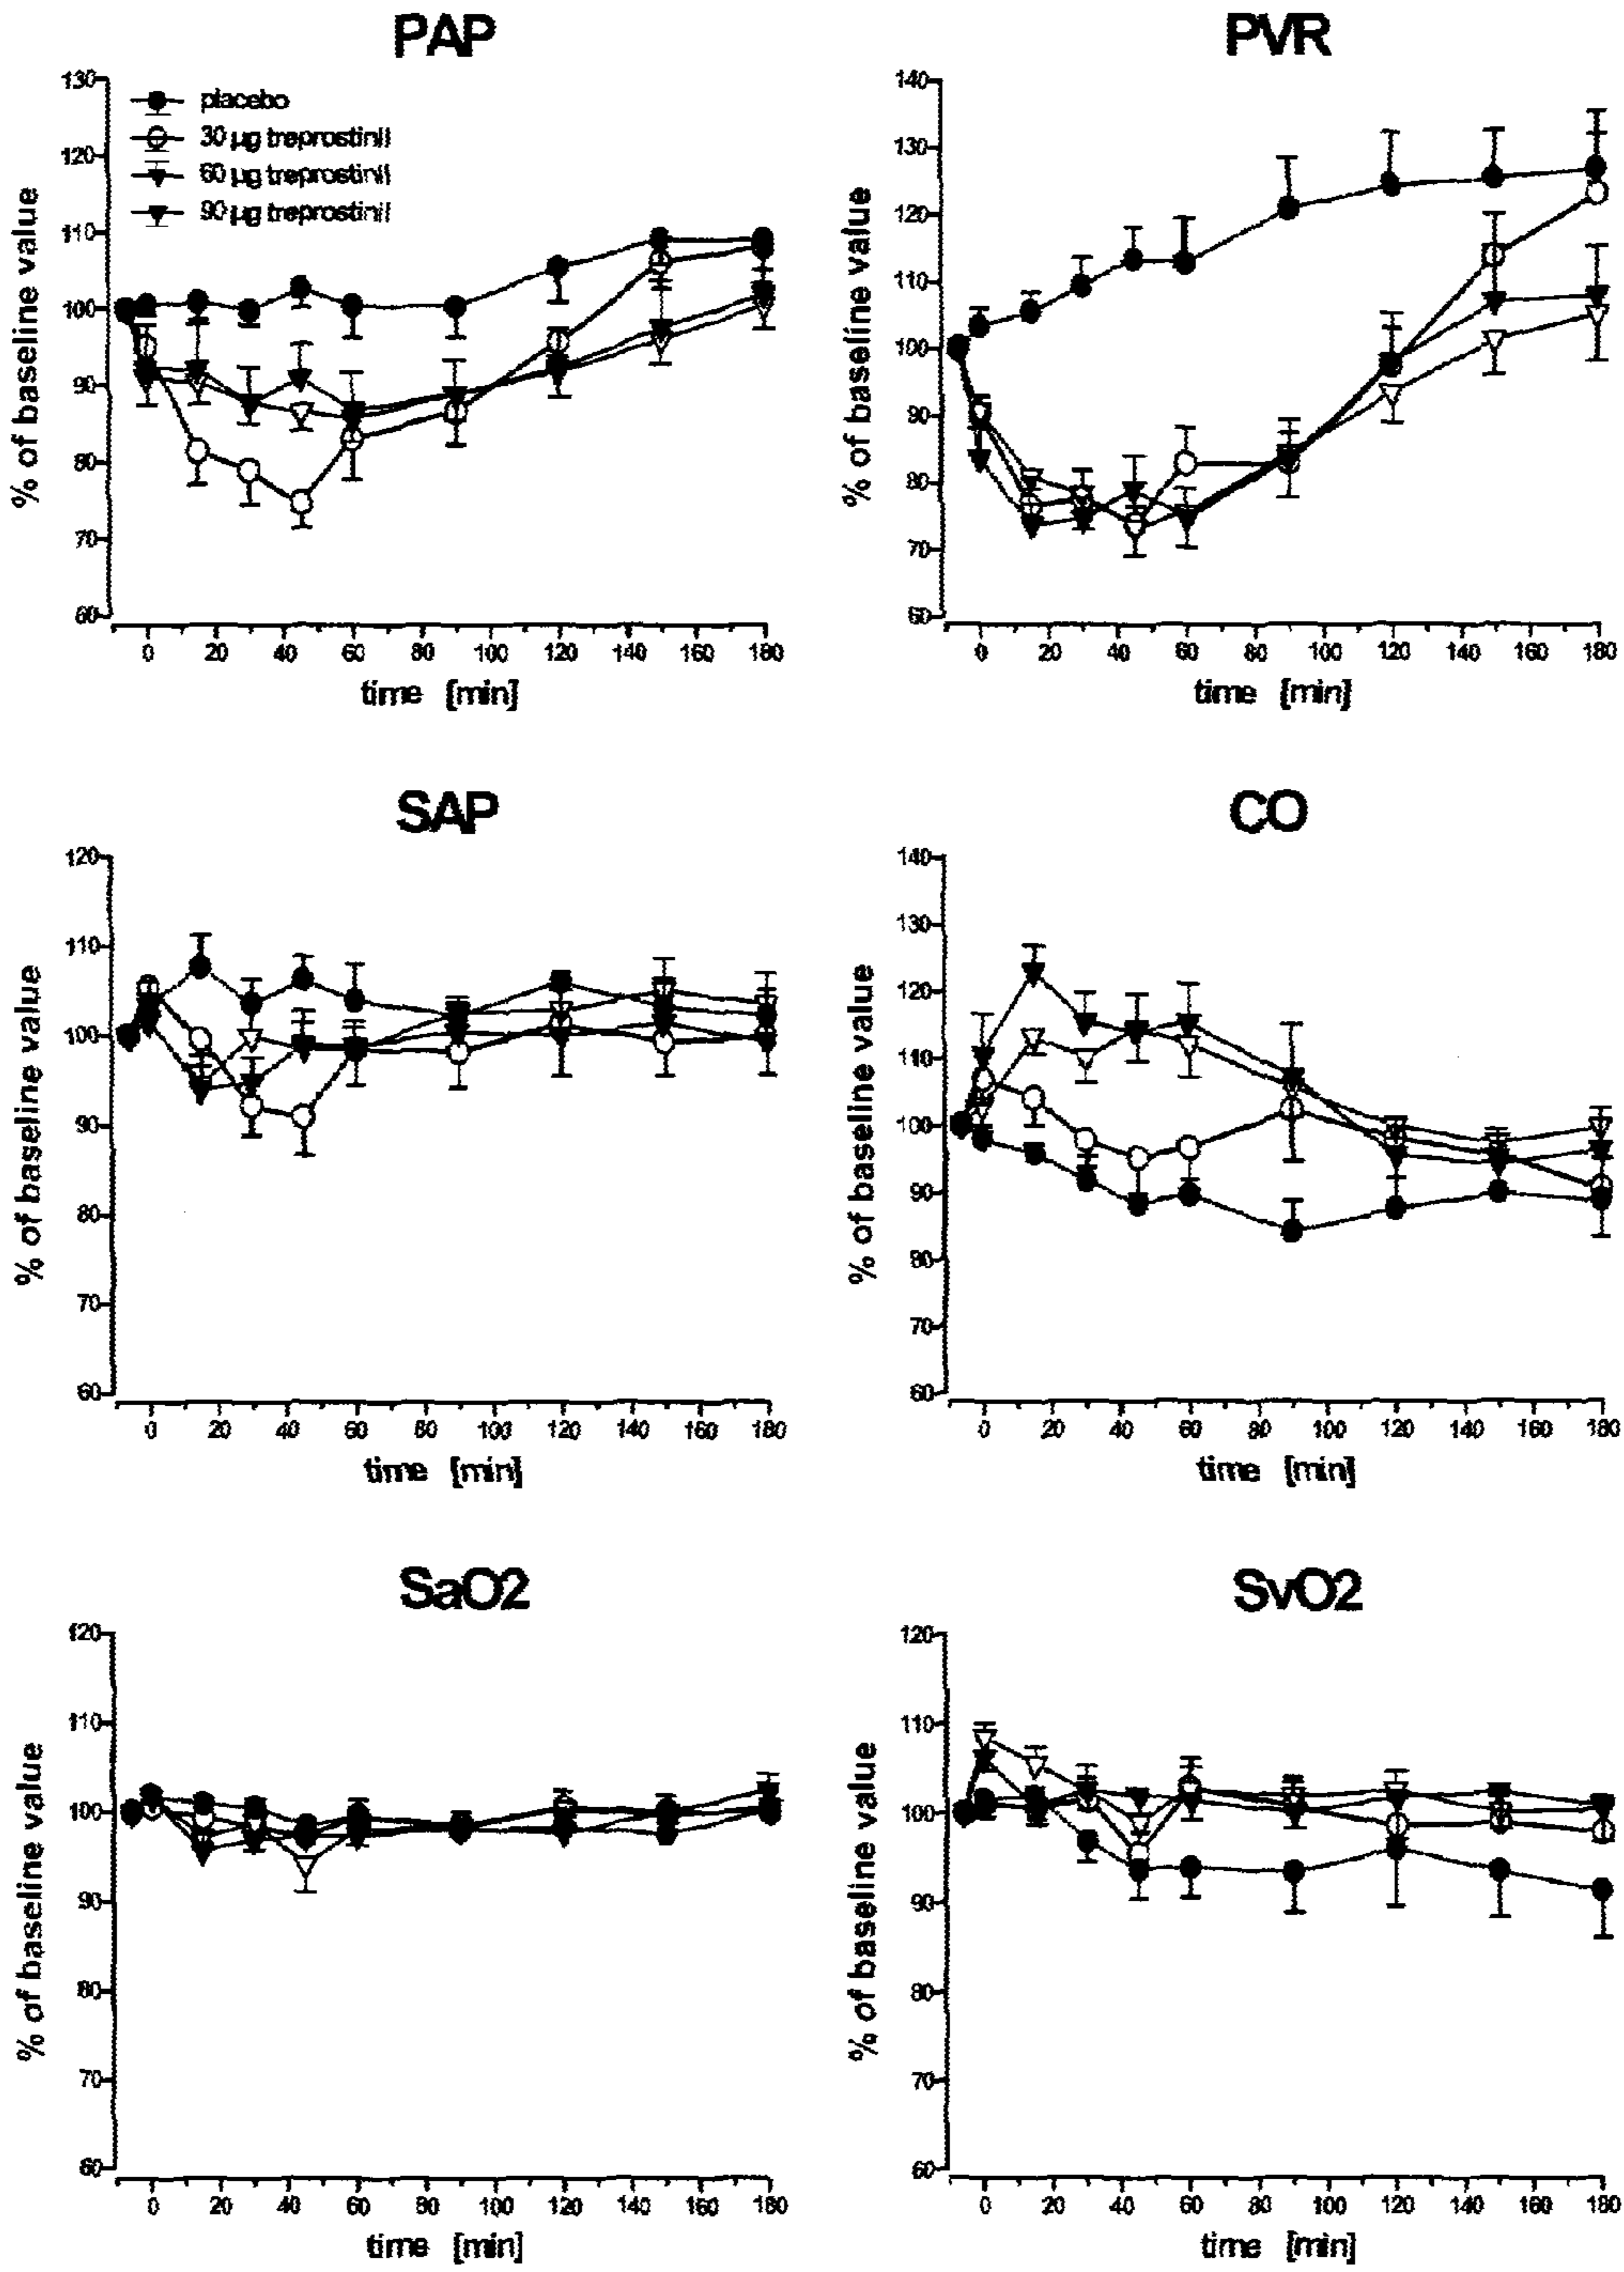 PAP
130
120
110
100
90
80
70
60
% of baseline value
placebo
30 µg treprostinil
60 µg treprostinil
90 µg treprostinil
0 20 40 60 80 100 120 140 160 180
time [min]
PVR
140
130
120
110
100
90
80
70
60
% of baseline value
0 20 40 60 80 100 120 140 160 180
time [min]
SAP
120
110
100
90
80
70
60
% of baseline value
0 20 40 60 80 100 120 140 160 180
time [min]
CO
140
130
120
110
100
90
80
70
60
% of baseline value
0 20 40 60 80 100 120 140 160 180
time [min]
SaO2
120
110
100
90
80
70
60
% of baseline value
0 20 40 60 80 100 120 140 160 180
time [min]
SvO2
120
110
100
90
80
70
60
% of baseline value
0 20 40 60 80 100 120 140 160 180
time [min]